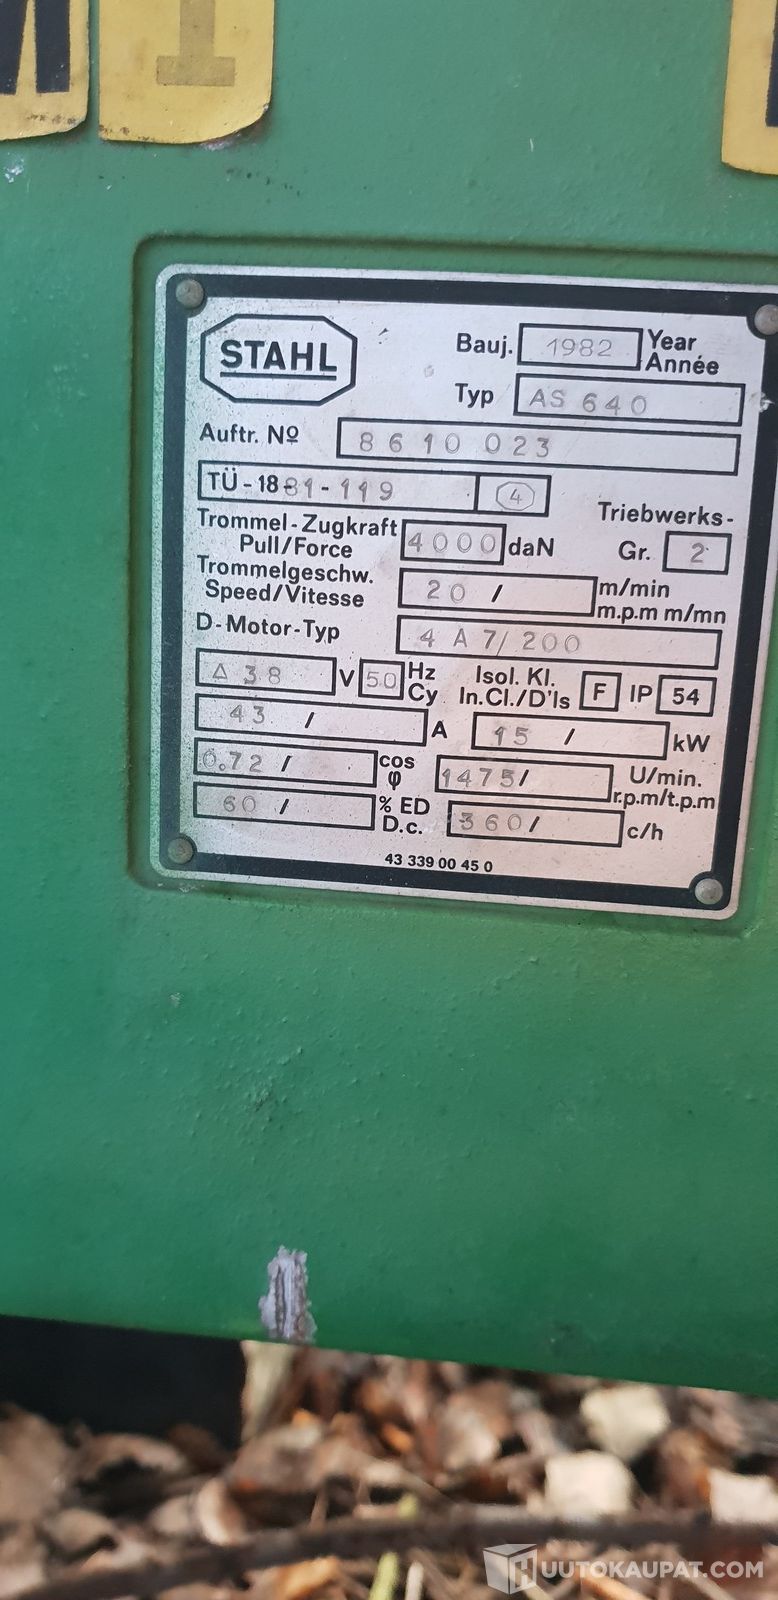 STAHL
Bauj. 1982 Year
Année
Typ AS 640
Auftr. Nº 8610 023
TÜ-18-81-119 4
Trommel-Zugkraft 4000 daN
Pull/Force
Triebwerks-
Gr. 2
Trommelgeschw. 20 / m/min
Speed/Vitesse m.p.m m/mn
D-Motor-Typ 4 A 7/200
Δ 38 V 50 Hz
Cy
Isol. Kl. F IP 54
In.Cl./D'ls
43 / A 15 / kW
0.72 / cos
φ
1475/ U/min.
r.p.m/t.p.m
60 / % ED
D.c.
360/ c/h
43 339 00 45 0
HUUTOKAUPAT.COM